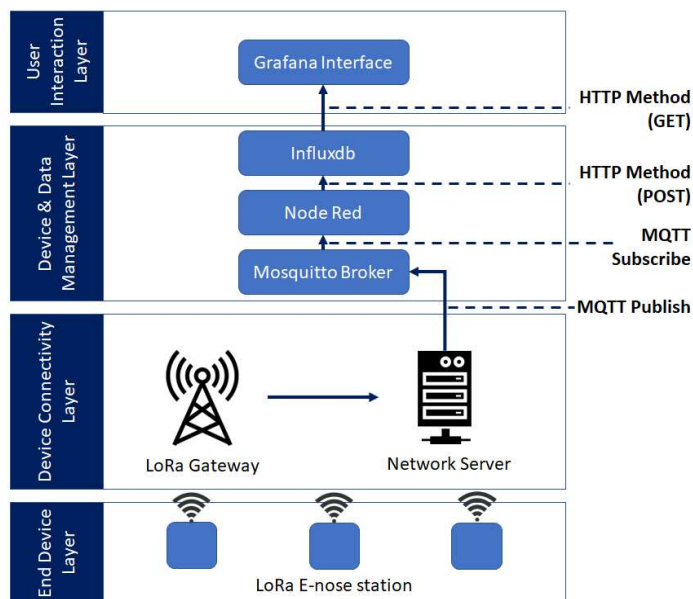 User
Interaction
Layer
Grafana Interface
HTTP Method
(GET)
Device & Data
Management Layer
Influxdb
HTTP Method
(POST)
Node Red
MQTT
Subscribe
Mosquitto Broker
MQTT Publish
Device Connectivity
Layer
LoRa Gateway
Network Server
End Device
Layer
LoRa E-nose station